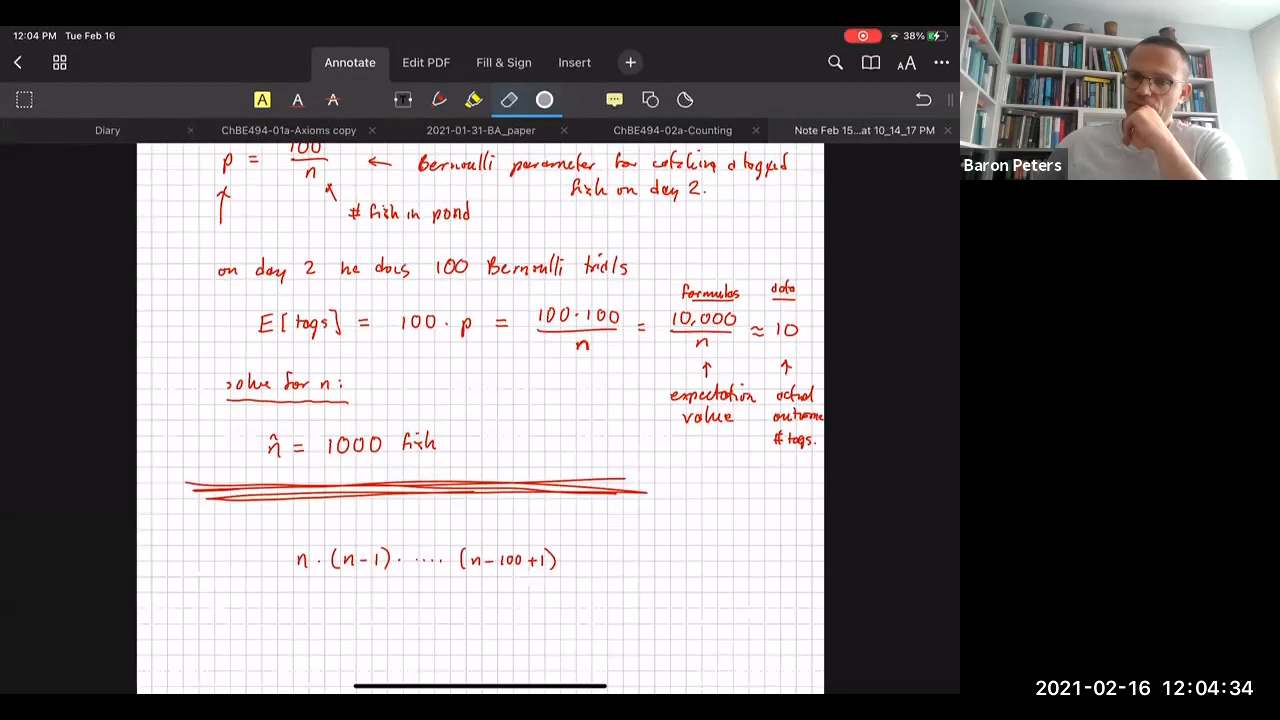 12:04 PM Tue Feb 16
38%
Annotate Edit PDF Fill & Sign Insert
Diary
ChBE494-01a-Axioms copy
2021-01-31-BA_paper
ChBE494-02a-Counting
Note Feb 15...at 10_14_17 PM
p = 100/n ← Bernoulli parameter for catching a tagged
fish on day 2.
# fish in pond
on day 2 he does 100 Bernoulli trials
formulas data
E[tags] = 100 · p = 100·100/n = 10,000/n ≈ 10
expectation value
actual outcome # tags.
solve for n:
n̂ = 1000 fish
n · (n-1) · ···· (n-100+1)
Baron Peters
2021-02-16 12:04:34